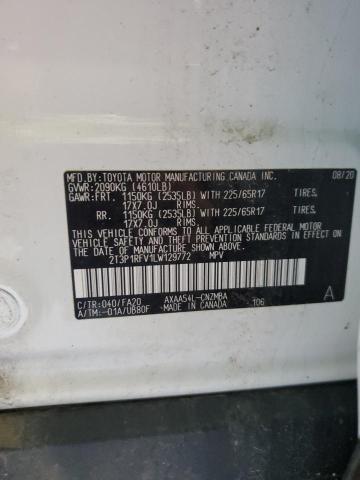 MFD.BY:TOYOTA MOTOR MANUFACTURING CANADA INC. 08/20
GVWR:2090KG (4610LB)
GAWR:FRT. 1150KG (2535LB) WITH 225/65R17 TIRES,
17X7.0J RIMS
RR. 1150KG (2535LB) WITH 225/65R17 TIRES,
17X7.0J RIMS
THIS VEHICLE CONFORMS TO ALL APPLICABLE FEDERAL MOTOR
VEHICLE SAFETY AND BUMPER STANDARDS IN EFFECT ON THE
DATE OF MANUFACTURE SHOWN ABOVE.
2T3P1RFV1LW129772 MPV
C/TR:040/FA20 AXAA54L-CNZMBA A
A/TM:-01A/UB80F MADE IN CANADA 106